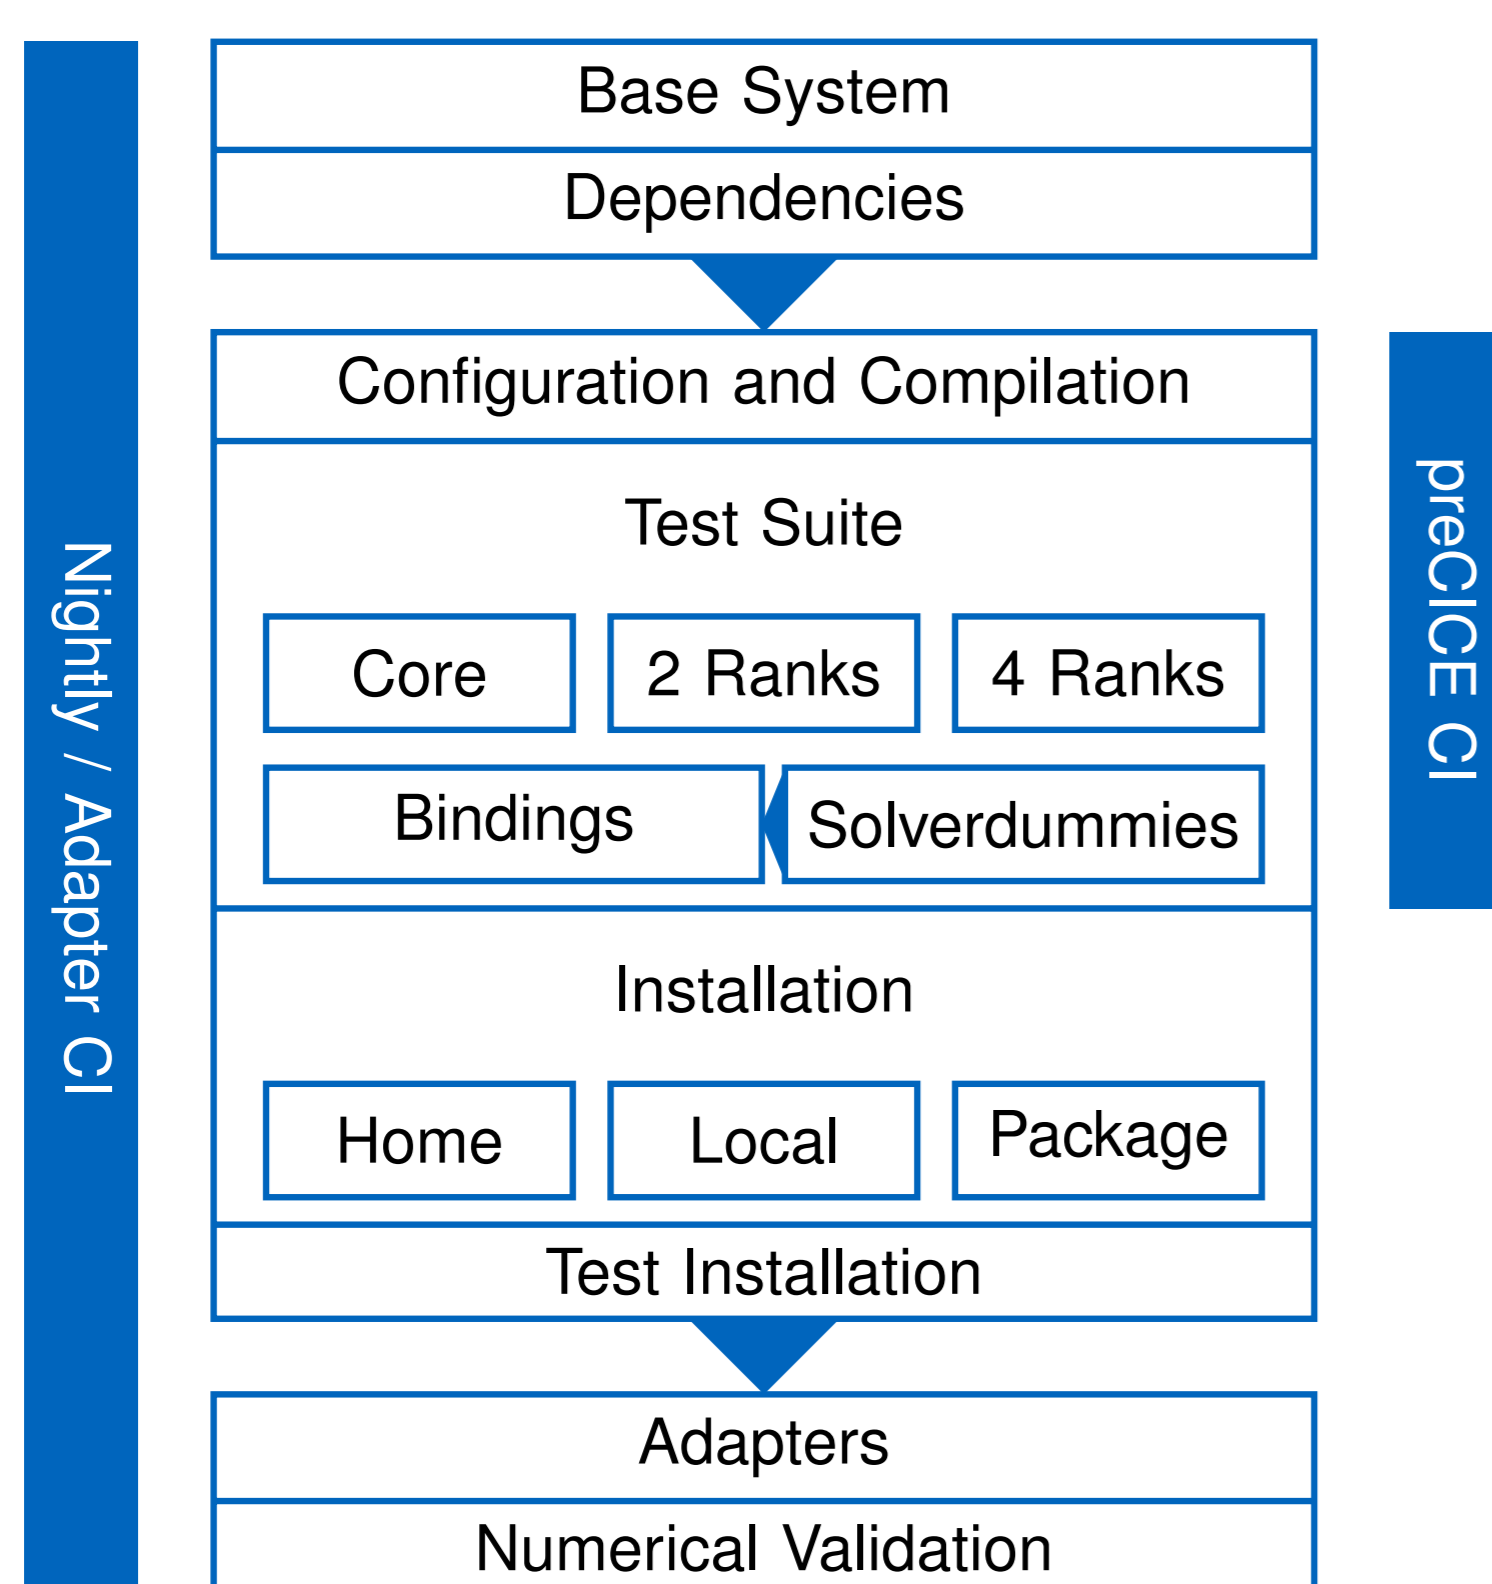 Base System
Dependencies
Configuration and Compilation
Test Suite
Core
2 Ranks
4 Ranks
Bindings
Solverdummies
Installation
Home
Local
Package
Test Installation
Adapters
Numerical Validation
Nightly / Adapter CI
preCICE CI